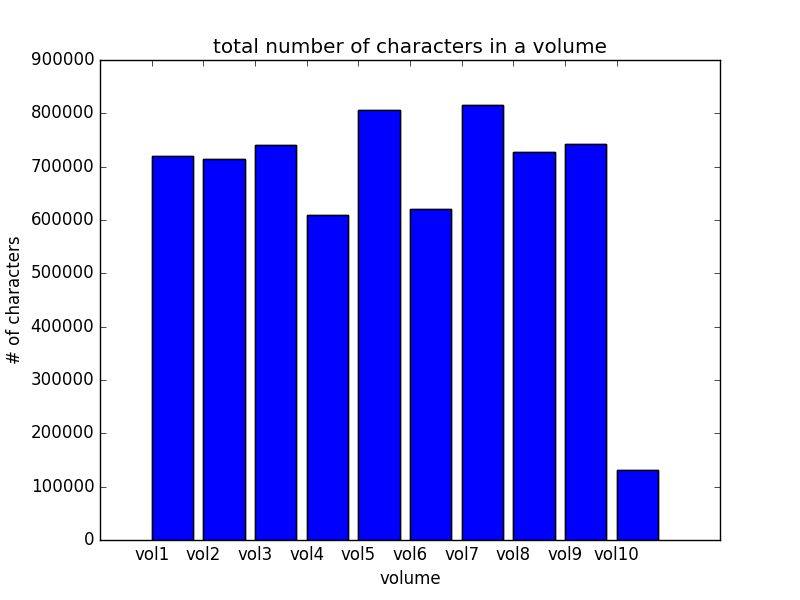 total number of characters in a volume
900000
800000
700000
600000
500000
400000
300000
200000
100000
0
# of characters
vol1 vol2 vol3 vol4 vol5 vol6 vol7 vol8 vol9 vol10
volume